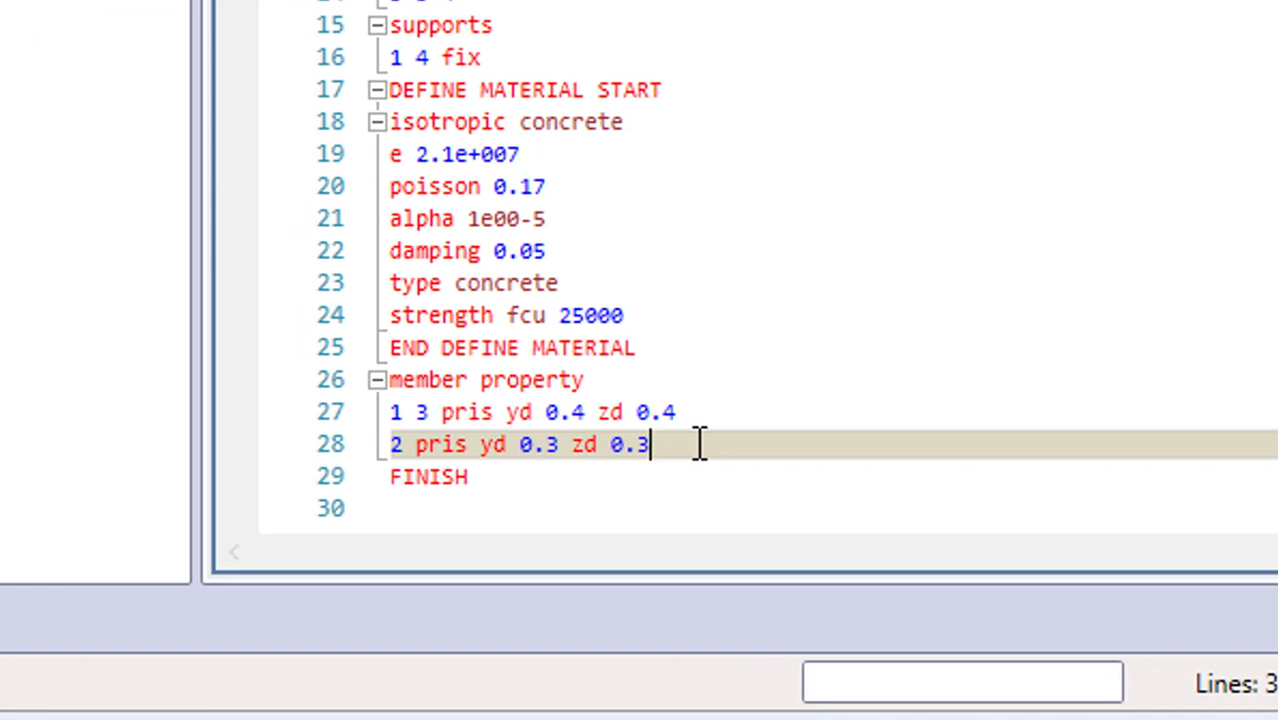 15 supports
16 1 4 fix
17 DEFINE MATERIAL START
18 isotropic concrete
19 e 2.1e+007
20 poisson 0.17
21 alpha 1e00-5
22 damping 0.05
23 type concrete
24 strength fcu 25000
25 END DEFINE MATERIAL
26 member property
27 1 3 pris yd 0.4 zd 0.4
28 2 pris yd 0.3 zd 0.3
29 FINISH
30
Lines: 3